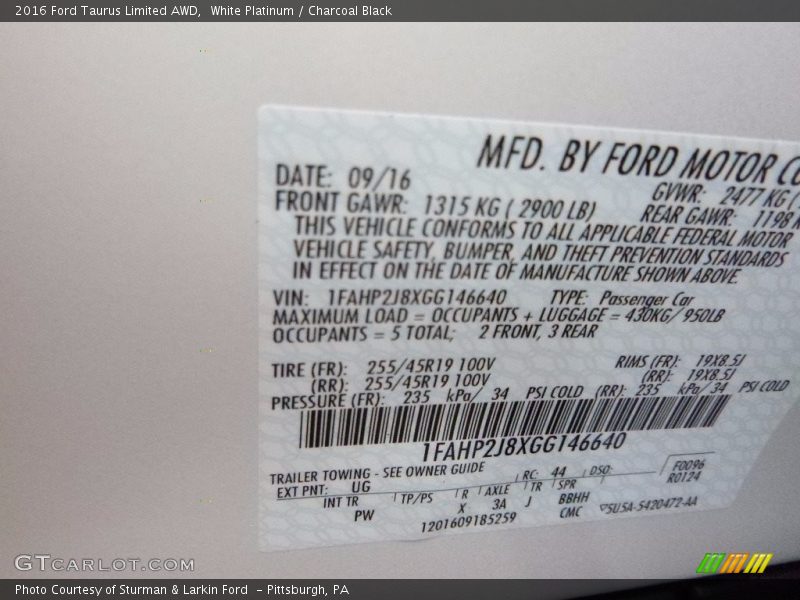 2016 Ford Taurus Limited AWD, White Platinum / Charcoal Black
MFD. BY FORD MOTOR CO
DATE: 09/16 GVWR: 2477 KG (
FRONT GAWR: 1315 KG ( 2900 LB) REAR GAWR: 1198 K
THIS VEHICLE CONFORMS TO ALL APPLICABLE FEDERAL MOTOR
VEHICLE SAFETY, BUMPER, AND THEFT PREVENTION STANDARDS
IN EFFECT ON THE DATE OF MANUFACTURE SHOWN ABOVE.
VIN: 1FAHP2J8XGG146640 TYPE: Passenger Car
MAXIMUM LOAD = OCCUPANTS + LUGGAGE = 430KG/ 950LB
OCCUPANTS = 5 TOTAL; 2 FRONT, 3 REAR
TIRE (FR): 255/45R19 100V RIMS (FR): 19X8.5J
(RR): 255/45R19 100V (RR): 19X8.5J
PRESSURE (FR): 235 kPa/ 34 PSI COLD (RR): 235 kPa/ 34 PSI COLD
1FAHP2J8XGG146640
TRAILER TOWING - SEE OWNER GUIDE
EXT PNT: UG RC: 44 DSO: F0096
INT TR TP/PS R AXLE TR SPR R0124
PW X 3A J BBHH
1201609185259 CMC 5U5A-5420472-AA
GTCARLOT.COM
Photo Courtesy of Sturman & Larkin Ford - Pittsburgh, PA